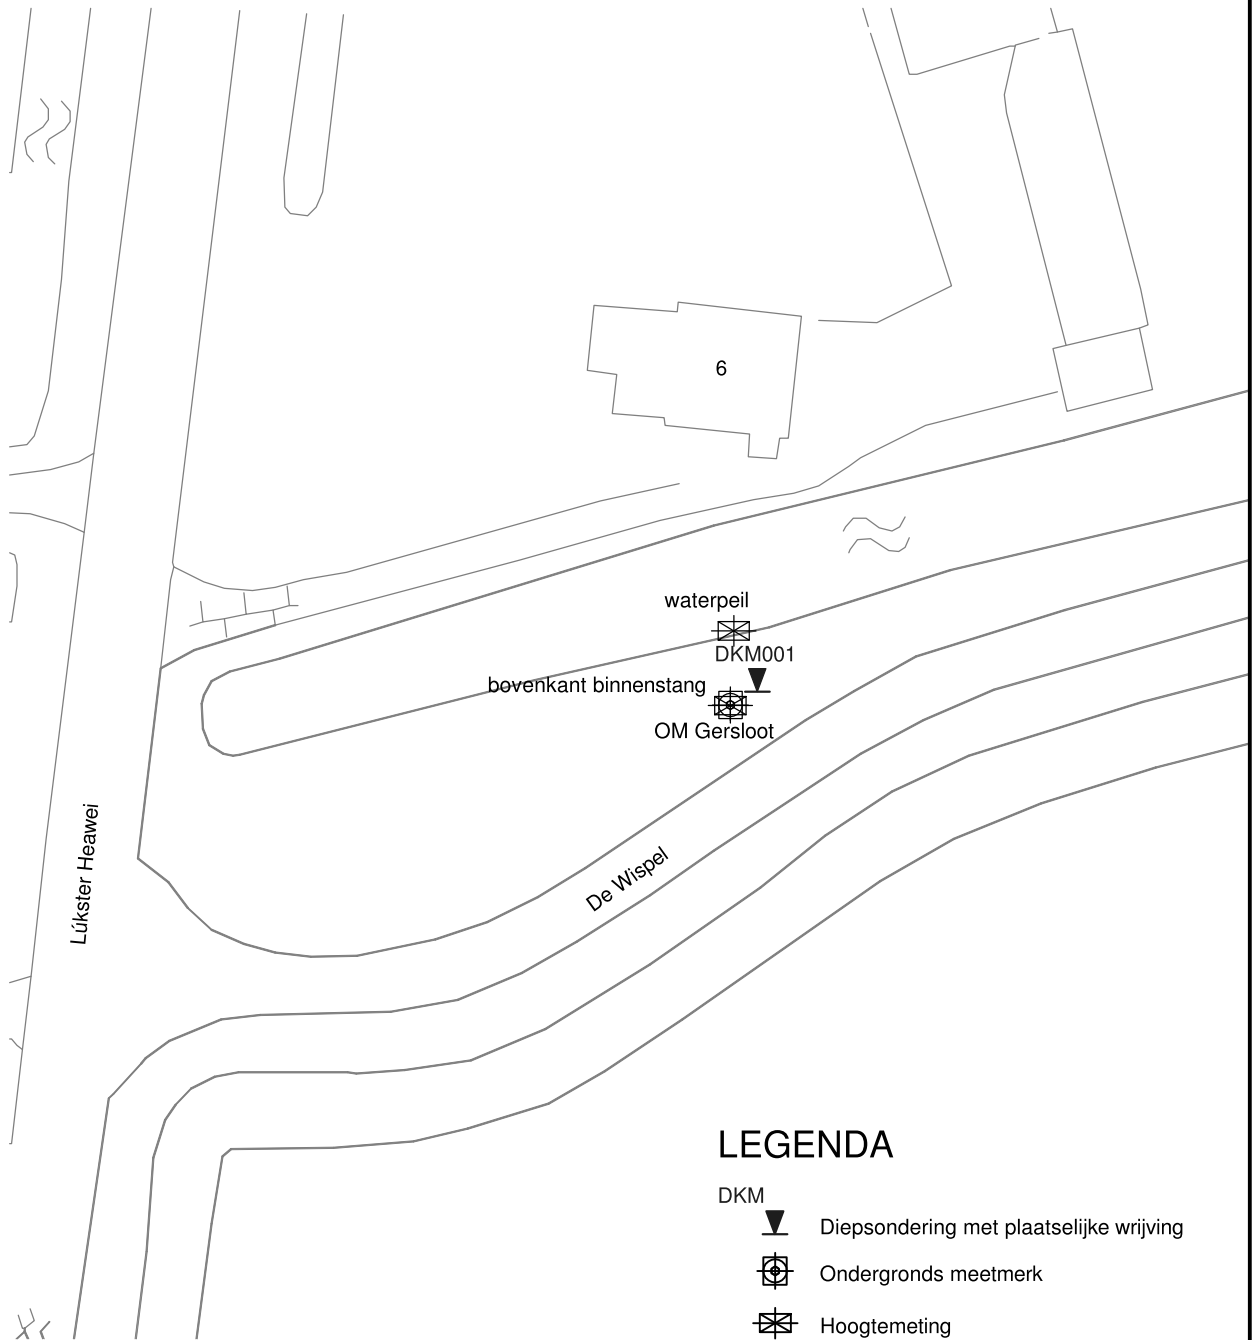 6
waterpeil
DKM001
bovenkant binnenstang
OM Gersloot
Lúkster Heawei
De Wispel
LEGENDA
DKM
Diepsondering met plaatselijke wrijving
Ondergronds meetmerk
Hoogtemeting